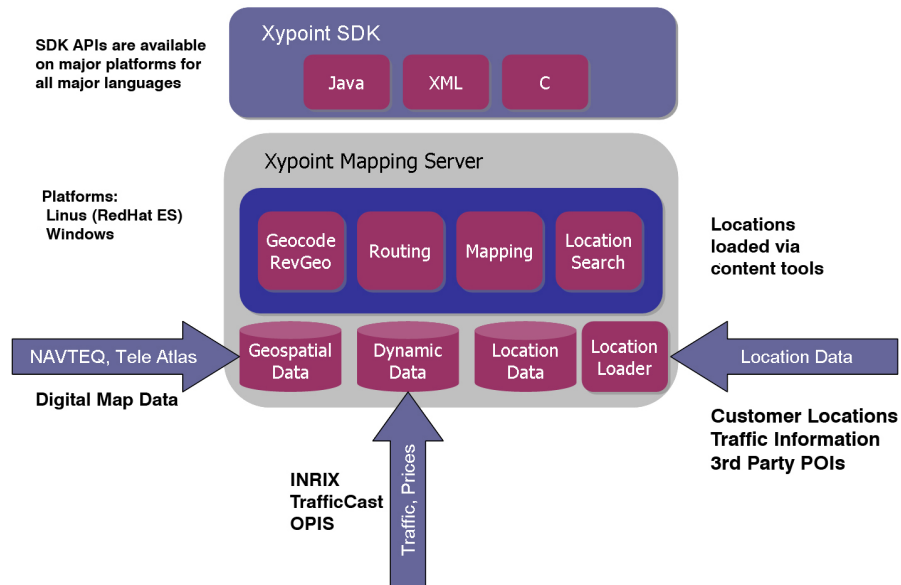 Xypoint SDK
SDK APIs are available
on major platforms for
all major languages
Java
XML
C
Xypoint Mapping Server
Platforms:
Linus (RedHat ES)
Windows
Geocode
RevGeo
Routing
Mapping
Location
Search
Locations
loaded via
content tools
NAVTEQ, Tele Atlas
Geospatial
Data
Dynamic
Data
Location
Data
Location
Loader
Location Data
Digital Map Data
Customer Locations
Traffic Information
3rd Party POIs
INRIX
TrafficCast
OPIS
Traffic, Prices